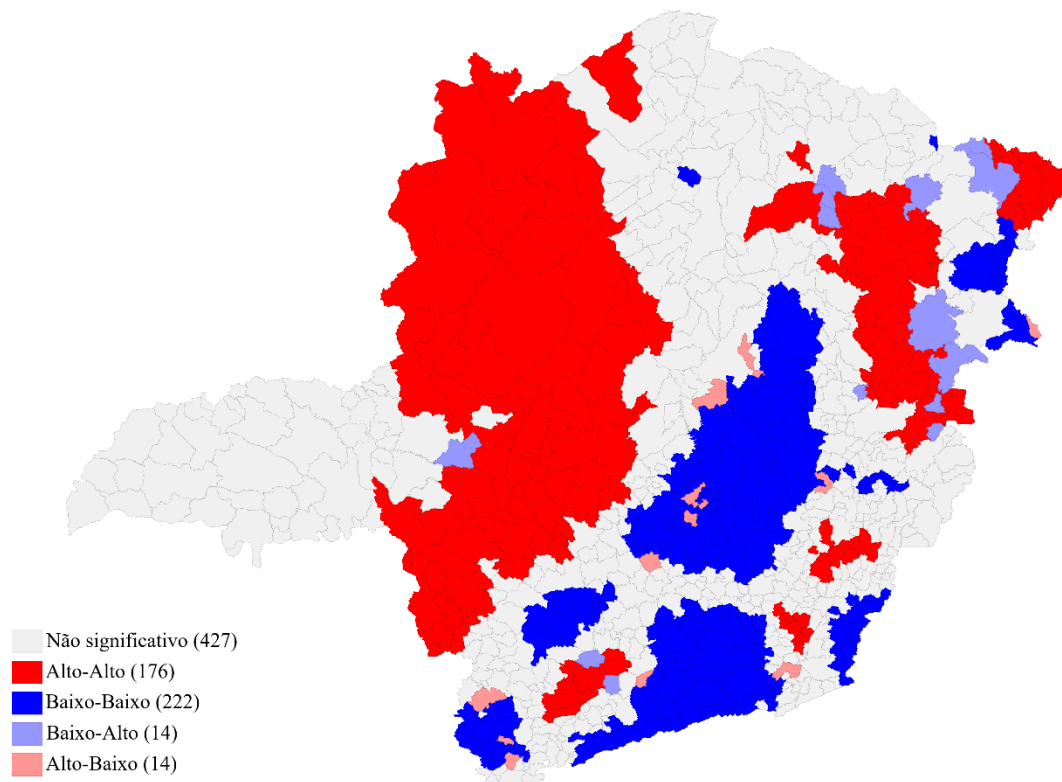 Não significativo (427)
Alto-Alto (176)
Baixo-Baixo (222)
Baixo-Alto (14)
Alto-Baixo (14)